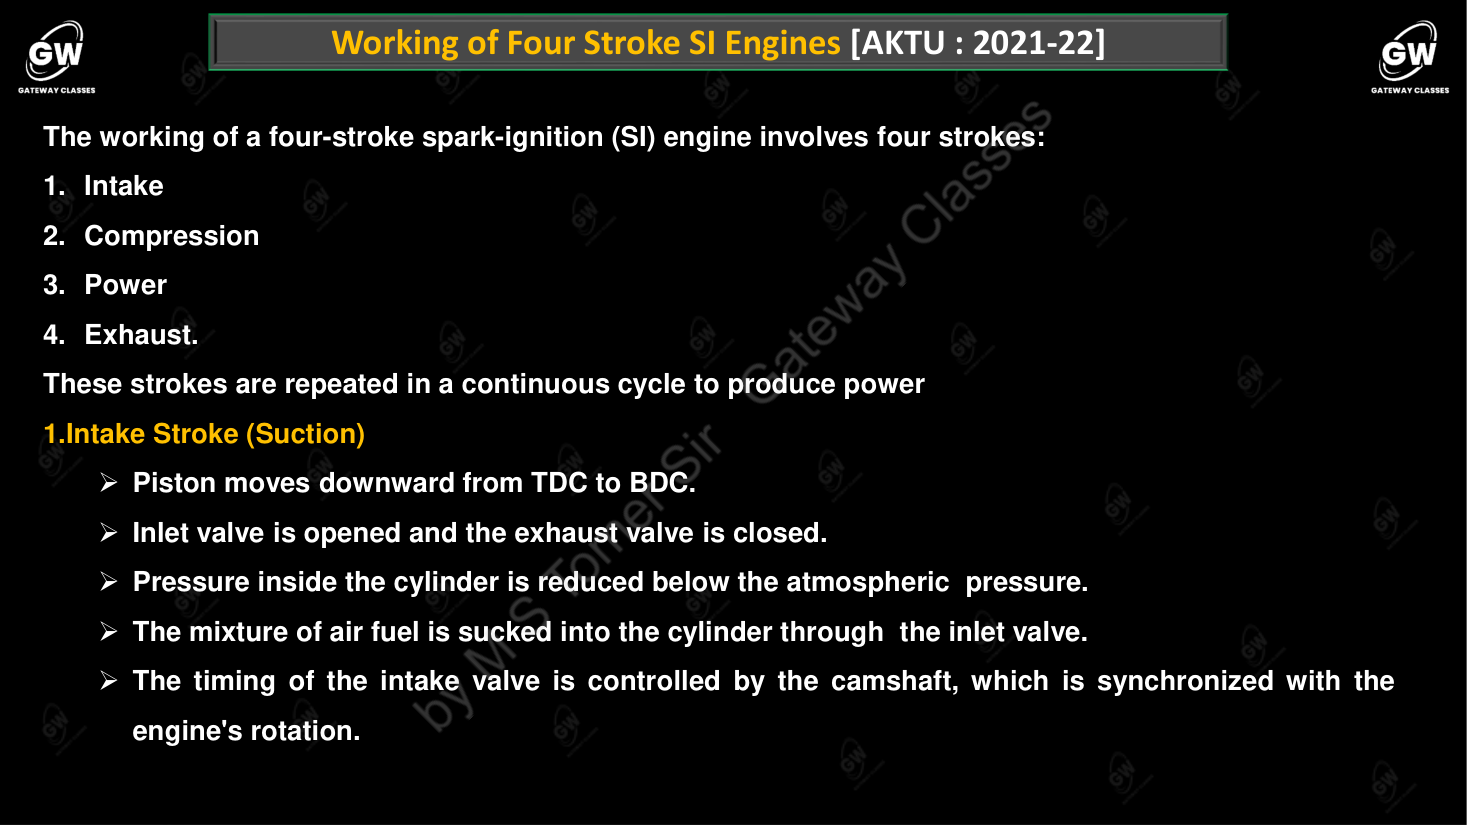 GW
GATEWAY CLASSES
Working of Four Stroke SI Engines [AKTU : 2021-22]
GW
GATEWAY CLASSES
The working of a four-stroke spark-ignition (SI) engine involves four strokes:
1. Intake
2. Compression
3. Power
4. Exhaust.
These strokes are repeated in a continuous cycle to produce power
1.Intake Stroke (Suction)
➢ Piston moves downward from TDC to BDC.
➢ Inlet valve is opened and the exhaust valve is closed.
➢ Pressure inside the cylinder is reduced below the atmospheric pressure.
➢ The mixture of air fuel is sucked into the cylinder through the inlet valve.
➢ The timing of the intake valve is controlled by the camshaft, which is synchronized with the
engine's rotation.
by M S Tomer Sir Gateway Classes